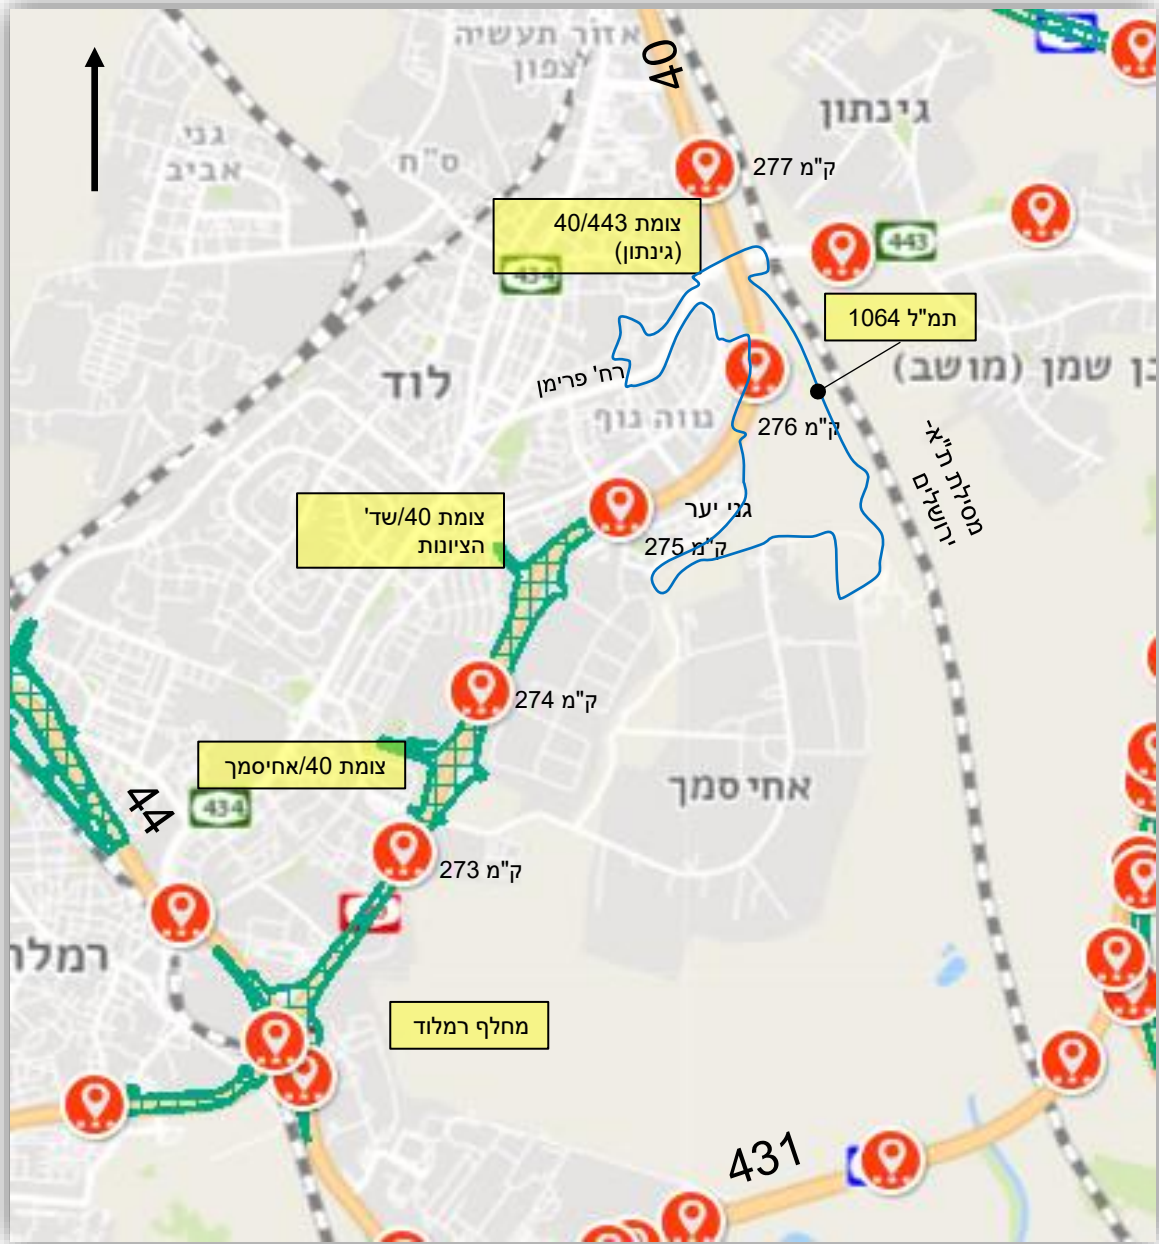 אזור תעשיה
צפון
40
גינתון
גני
אביב
ס"ח
ק"מ 277
צומת 40/443
(גינתון)
443
434
תמ"ל 1064
בן שמן (מושב)
לוד
רח' פרימן
נווה נוף
ק"מ 276
מסילת ת"א-
ירושלים
צומת 40/שד'
הציונות
גני יער
ק"מ 275
ק"מ 274
צומת 40/אחיסמך
אחיסמך
44
434
ק"מ 273
רמלה
מחלף רמלוד
431